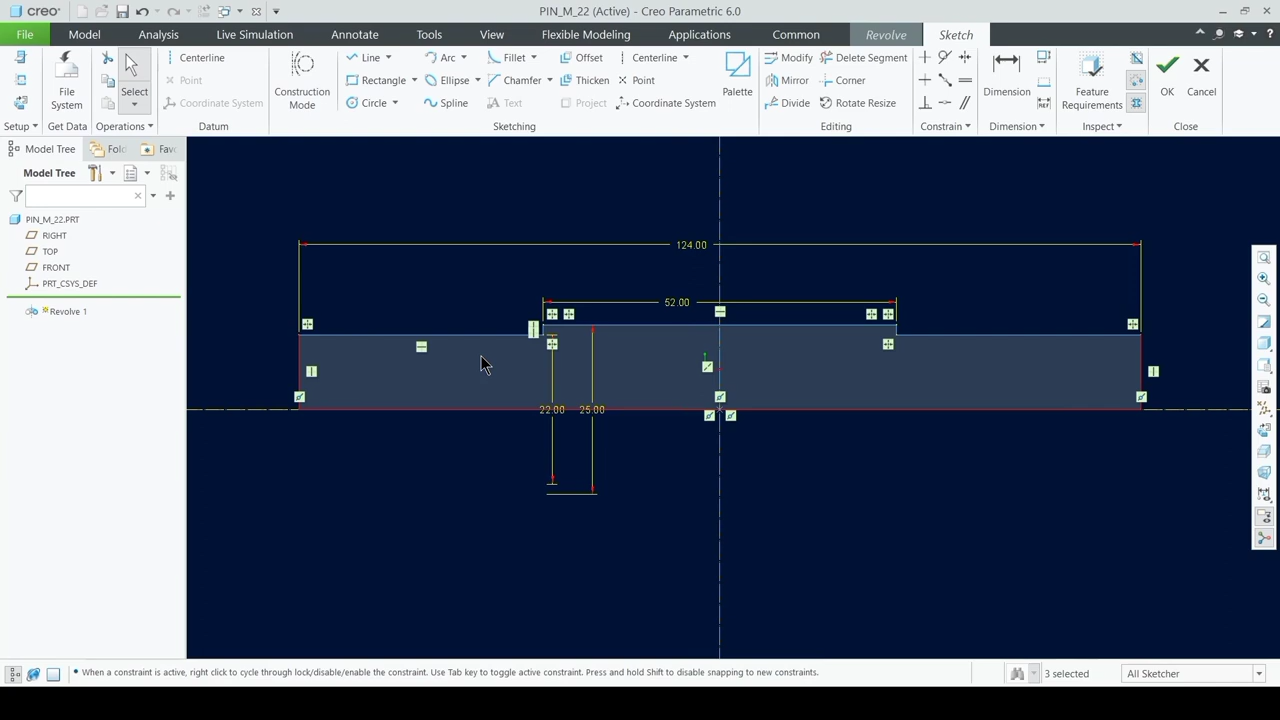 creo
PIN_M_22 (Active) - Creo Parametric 6.0
File Model Analysis Live Simulation Annotate Tools View Flexible Modeling Applications Common Revolve Sketch
Centerline Line Arc Fillet Offset Centerline Modify Delete Segment
Point Rectangle Ellipse Chamfer Thicken Point Mirror Corner
File System Select Coordinate System Construction Mode Circle Spline Text Project Coordinate System Palette Divide Rotate Resize Dimension Feature Requirements OK Cancel
Setup Get Data Operations Datum Sketching Editing Constrain Dimension Inspect Close
Model Tree Fol Fav
Model Tree
PIN_M_22.PRT
RIGHT
TOP
FRONT
PRT_CSYS_DEF
Revolve 1
124.00
52.00
22.00 25.00
When a constraint is active, right click to cycle through lock/disable/enable the constraint. Use Tab key to toggle active constraint. Press and hold Shift to disable snapping to new constraints.
3 selected
All Sketcher